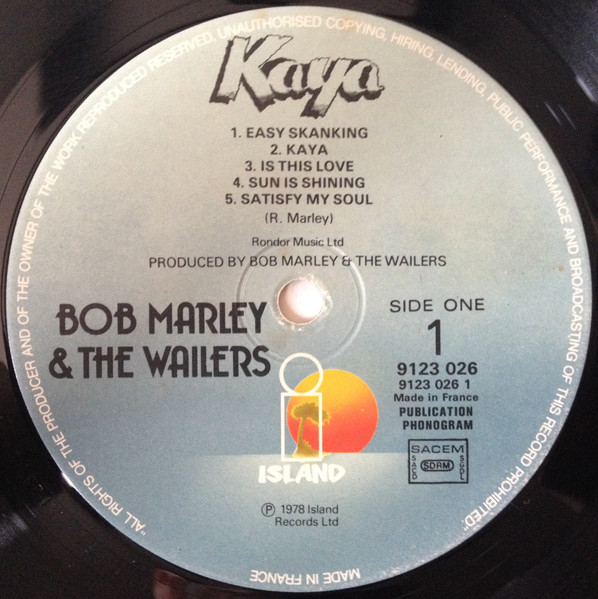 "ALL RIGHTS OF THE PRODUCER AND OF THE OWNER OF THE WORK REPRODUCED RESERVED. UNAUTHORISED COPYING, HIRING, LENDING, PUBLIC PERFORMANCE AND BROADCASTING OF THIS RECORD PROHIBITED."
Kaya
1. EASY SKANKING
2. KAYA
3. IS THIS LOVE
4. SUN IS SHINING
5. SATISFY MY SOUL
(R. Marley)
Rondor Music Ltd
PRODUCED BY BOB MARLEY & THE WAILERS
BOB MARLEY
& THE WAILERS
SIDE ONE
1
9123 026
9123 026 1
Made in France
PUBLICATION
PHONOGRAM
SACEM
SACD
SDRM
SGDL
i
ISLAND
℗ 1978 Island
Records Ltd
MADE IN FRANCE